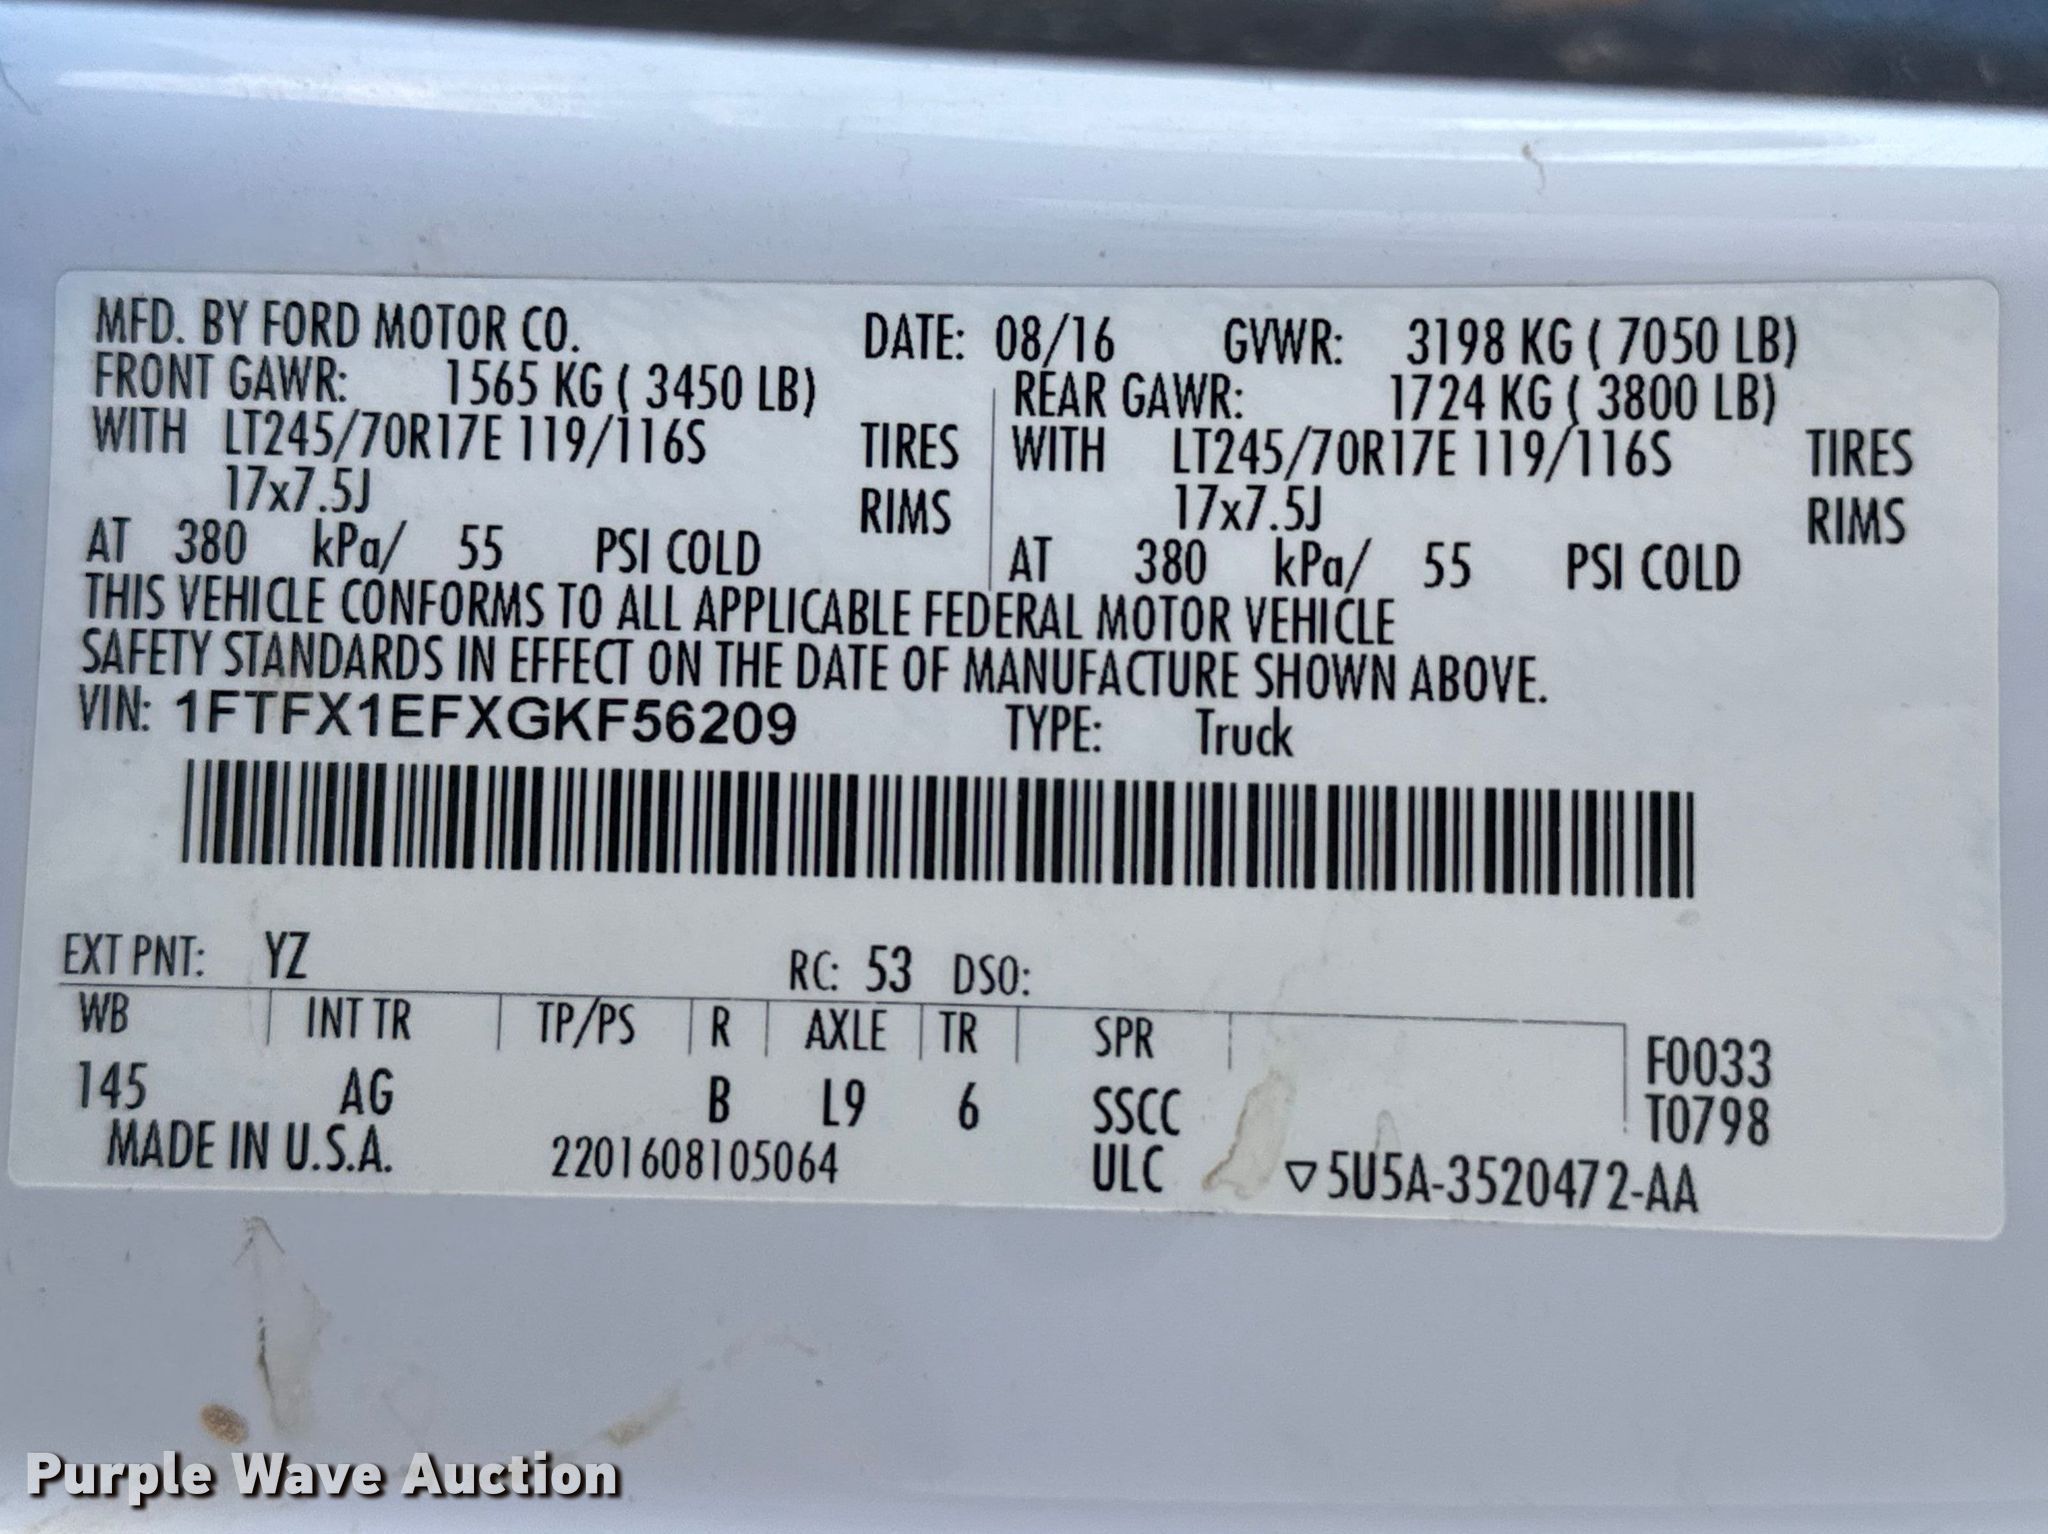 MFD. BY FORD MOTOR CO. DATE: 08/16 GVWR: 3198 KG ( 7050 LB)
FRONT GAWR: 1565 KG ( 3450 LB) REAR GAWR: 1724 KG ( 3800 LB)
WITH LT245/70R17E 119/116S TIRES WITH LT245/70R17E 119/116S TIRES
17x7.5J RIMS 17x7.5J RIMS
AT 380 kPa/ 55 PSI COLD AT 380 kPa/ 55 PSI COLD
THIS VEHICLE CONFORMS TO ALL APPLICABLE FEDERAL MOTOR VEHICLE
SAFETY STANDARDS IN EFFECT ON THE DATE OF MANUFACTURE SHOWN ABOVE.
VIN: 1FTFX1EFXGKF56209 TYPE: Truck
EXT PNT: YZ RC: 53 DSO:
WB INT TR TP/PS R AXLE TR SPR F0033
145 AG B L9 6 SSCC T0798
MADE IN U.S.A. 2201608105064 ULC ▽5U5A-3520472-AA
Purple Wave Auction